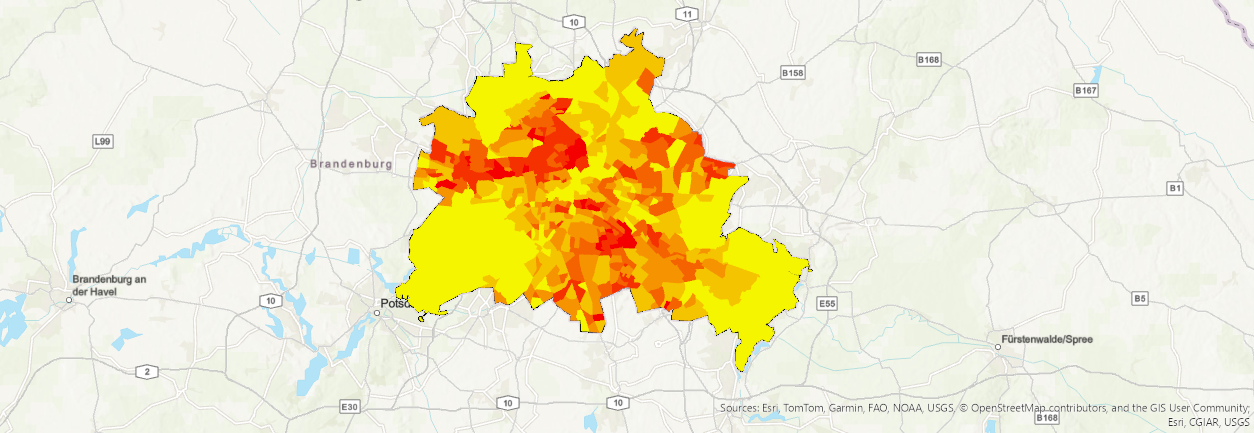 10
11
B158
B168
B167
L99
Brandenburg
B1
Brandenburg an
der Havel
10
Potsd
E55
B5
Fürstenwalde/Spree
2
E30
10
10
B168
Sources: Esri, TomTom, Garmin, FAO, NOAA, USGS, © OpenStreetMap contributors, and the GIS User Community;
Esri, CGIAR, USGS